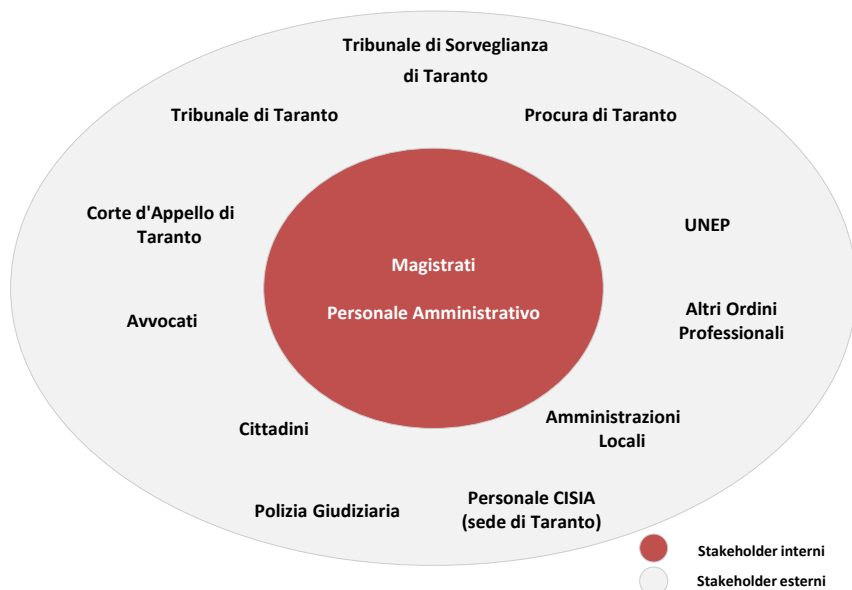 Tribunale di Sorveglianza
di Taranto
Tribunale di Taranto
Procura di Taranto
Corte d'Appello di
Taranto
UNEP
Magistrati
Personale Amministrativo
Avvocati
Altri Ordini
Professionali
Cittadini
Amministrazioni
Locali
Polizia Giudiziaria
Personale CISIA
(sede di Taranto)
Stakeholder interni
Stakeholder esterni